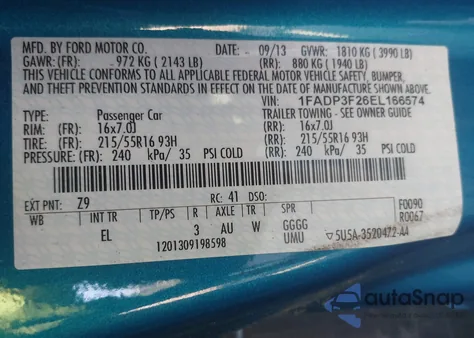 MFD. BY FORD MOTOR CO. DATE: 09/13 GVWR: 1810 KG (3990 LB)
GAWR: (FR): 972 KG (2143 LB) (RR): 880 KG (1940 LB)
THIS VEHICLE CONFORMS TO ALL APPLICABLE FEDERAL MOTOR VEHICLE SAFETY, BUMPER,
AND THEFT PREVENTION STANDARDS IN EFFECT ON THE DATE OF MANUFACTURE SHOWN ABOVE.
VIN: 1FADP3F26EL166574
TYPE: Passenger Car TRAILER TOWING - SEE OWNER GUIDE
RIM: (FR): 16x7.0J (RR): 16x7.0J
TIRE: (FR): 215/55R16 93H (RR): 215/55R16 93H
PRESSURE: (FR): 240 kPa/ 35 PSI COLD (RR): 240 kPa/ 35 PSI COLD
EXT PNT: Z9 RC: 41 DSO: F0090
WB INT TR TP/PS R AXLE TR SPR R0067
EL 3 AU W GGGG
UMU 5U5A-3520472-AA
1201309198598
autoSnap